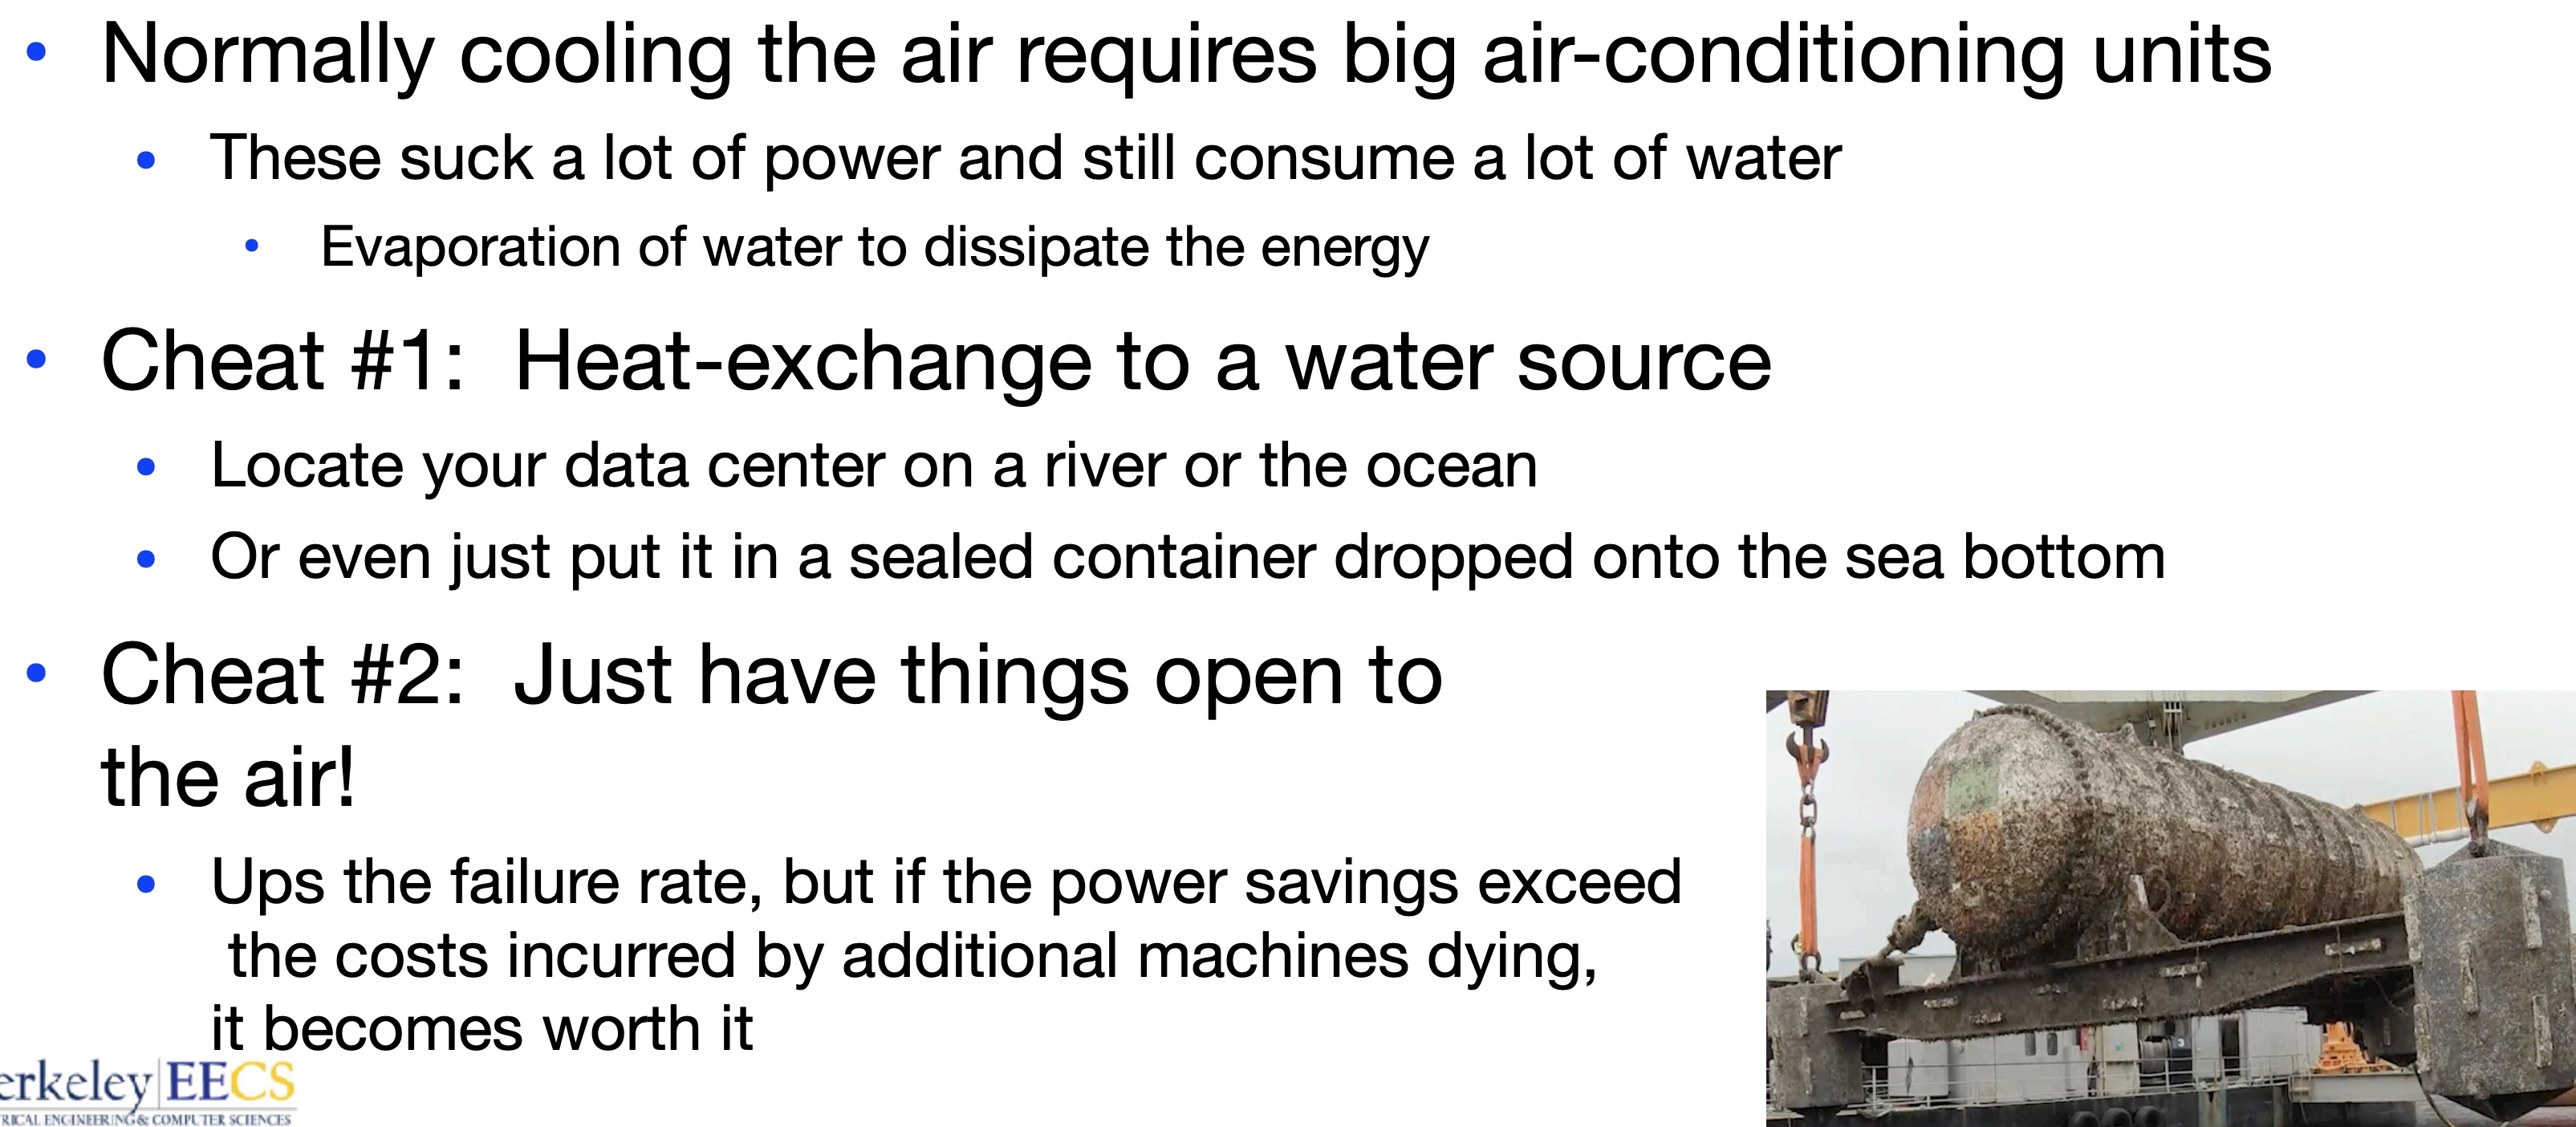 • Normally cooling the air requires big air-conditioning units
• These suck a lot of power and still consume a lot of water
• Evaporation of water to dissipate the energy
• Cheat #1: Heat-exchange to a water source
• Locate your data center on a river or the ocean
• Or even just put it in a sealed container dropped onto the sea bottom
• Cheat #2: Just have things open to
the air!
• Ups the failure rate, but if the power savings exceed
the costs incurred by additional machines dying,
it becomes worth it
erkeley EECS
RICAL ENGINEERING & COMPUTER SCIENCES
3